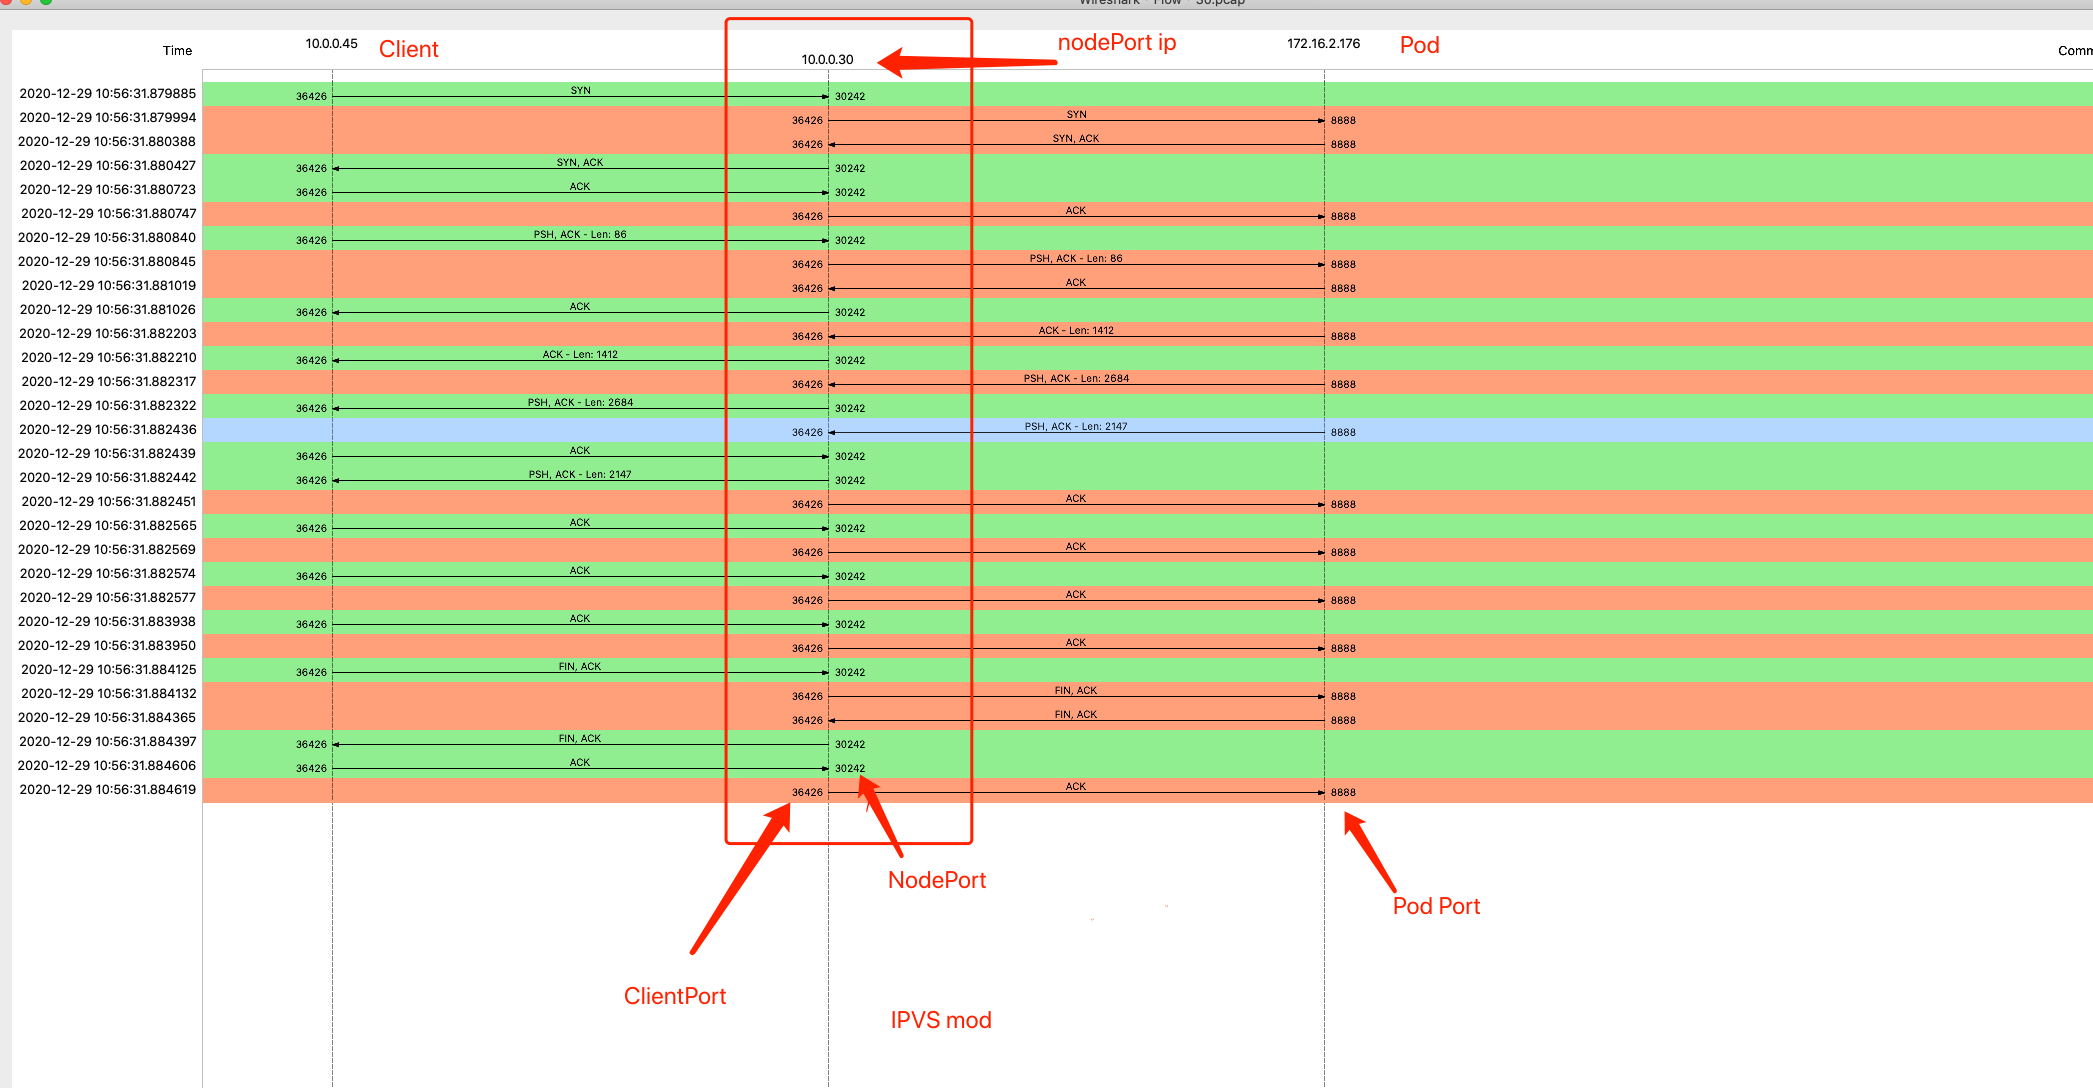 Wireshark · Flow · 30.pcap
Time
10.0.0.45
Client
10.0.0.30
nodePort ip
172.16.2.176
Pod
2020-12-29 10:56:31.879885 36426 SYN 30242
2020-12-29 10:56:31.879994 36426 SYN 8888
2020-12-29 10:56:31.880388 36426 SYN, ACK 8888
2020-12-29 10:56:31.880427 36426 SYN, ACK 30242
2020-12-29 10:56:31.880723 36426 ACK 30242
2020-12-29 10:56:31.880747 36426 ACK 8888
2020-12-29 10:56:31.880840 36426 PSH, ACK - Len: 86 30242
2020-12-29 10:56:31.880845 36426 PSH, ACK - Len: 86 8888
2020-12-29 10:56:31.881019 36426 ACK 8888
2020-12-29 10:56:31.881026 36426 ACK 30242
2020-12-29 10:56:31.882203 36426 ACK - Len: 1412 8888
2020-12-29 10:56:31.882210 36426 ACK - Len: 1412 30242
2020-12-29 10:56:31.882317 36426 PSH, ACK - Len: 2684 8888
2020-12-29 10:56:31.882322 36426 PSH, ACK - Len: 2684 30242
2020-12-29 10:56:31.882436 36426 PSH, ACK - Len: 2147 8888
2020-12-29 10:56:31.882439 36426 ACK 30242
2020-12-29 10:56:31.882442 36426 PSH, ACK - Len: 2147 30242
2020-12-29 10:56:31.882451 36426 ACK 8888
2020-12-29 10:56:31.882565 36426 ACK 30242
2020-12-29 10:56:31.882569 36426 ACK 8888
2020-12-29 10:56:31.882574 36426 ACK 30242
2020-12-29 10:56:31.882577 36426 ACK 8888
2020-12-29 10:56:31.883938 36426 ACK 30242
2020-12-29 10:56:31.883950 36426 ACK 8888
2020-12-29 10:56:31.884125 36426 FIN, ACK 30242
2020-12-29 10:56:31.884132 36426 FIN, ACK 8888
2020-12-29 10:56:31.884365 36426 FIN, ACK 8888
2020-12-29 10:56:31.884397 36426 FIN, ACK 30242
2020-12-29 10:56:31.884606 36426 ACK 30242
2020-12-29 10:56:31.884619 36426 ACK 8888
NodePort
Pod Port
ClientPort
IPVS mod